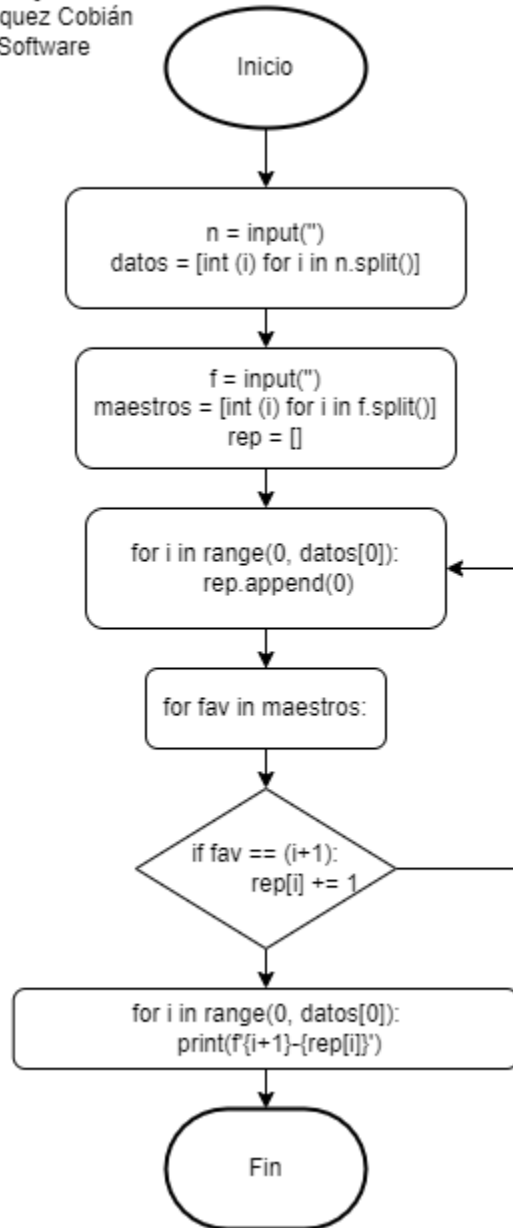 Cobián
Software
Inicio
n = input('')
datos = [int (i) for i in n.split()]
f = input('')
maestros = [int (i) for i in f.split()]
rep = []
for i in range(0, datos[0]):
rep.append(0)
for fav in maestros:
if fav == (i+1):
rep[i] += 1
for i in range(0, datos[0]):
print(f'{i+1}-{rep[i]}')
Fin